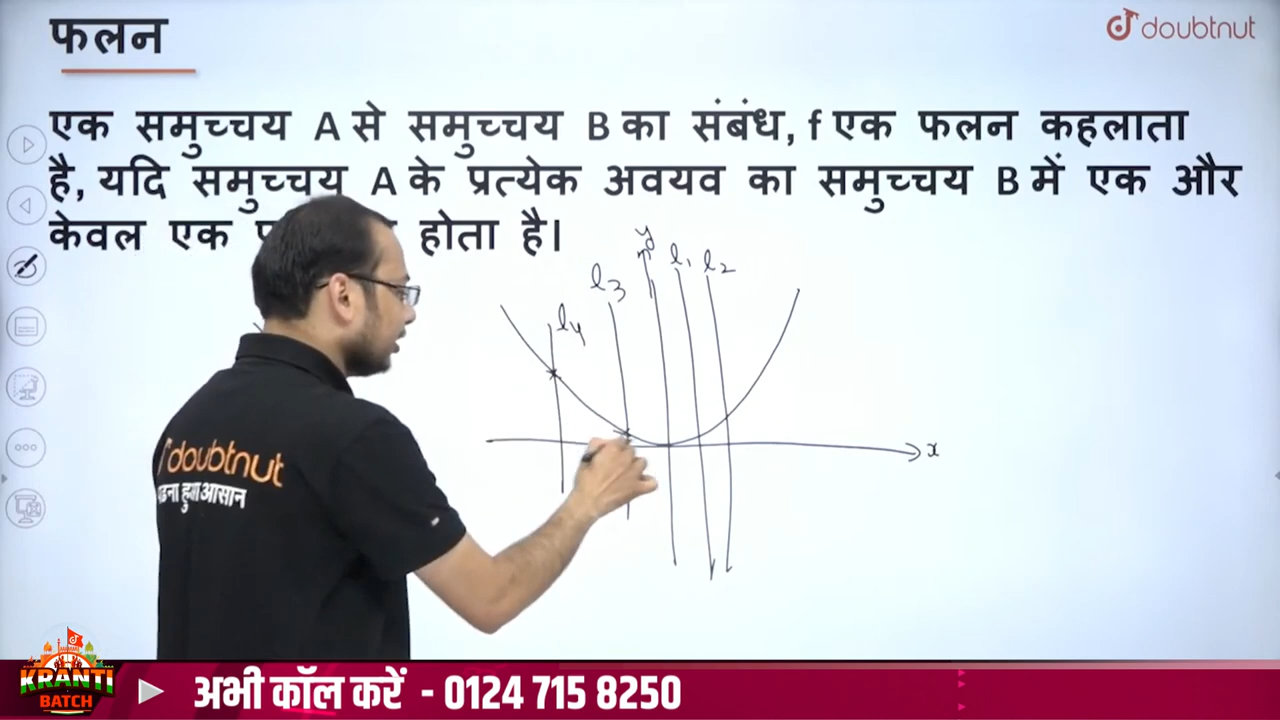 फलन
doubtnut
एक समुच्चय A से समुच्चय B का संबंध, f एक फलन कहलाता
है, यदि समुच्चय A के प्रत्येक अवयव का समुच्चय B में एक और
केवल एक होता है।
y
l1
l2
l3
l4
x
doubtnut
पढ़ना हुआ आसान
KRANTI
BATCH
अभी कॉल करें - 0124 715 8250